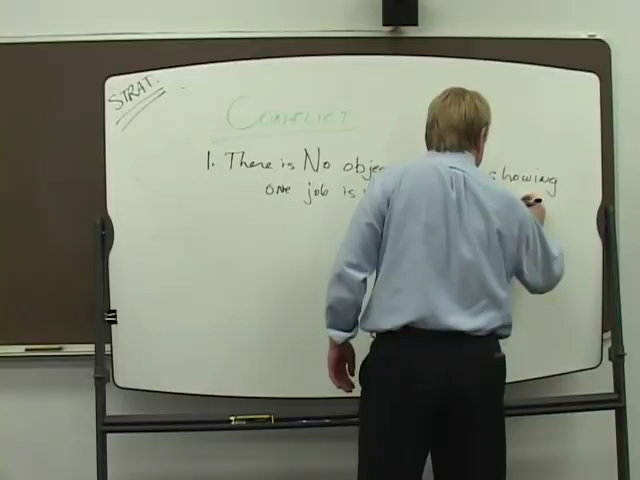 STRAT.
CONFLICT
1. There is No obje showing
one job is